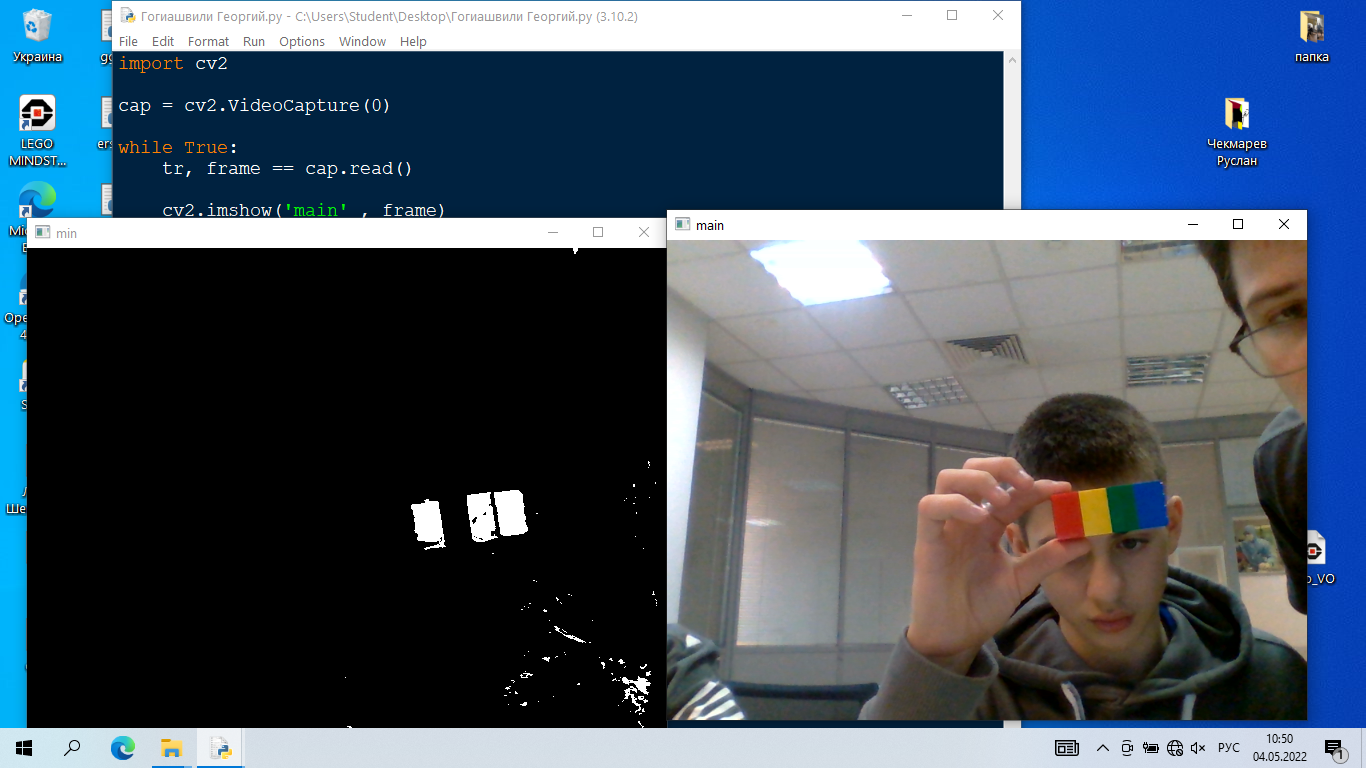 Гогиашвили Георгий.py - C:\Users\Student\Desktop\Гогиашвили Георгий.py (3.10.2)
File Edit Format Run Options Window Help
import cv2
cap = cv2.VideoCapture(0)
while True:
tr, frame == cap.read()
cv2.imshow('main' , frame)
min
main
Украина
LEGO
MINDST...
папка
Чекмарев
Руслан
РУС
10:50
04.05.2022
1